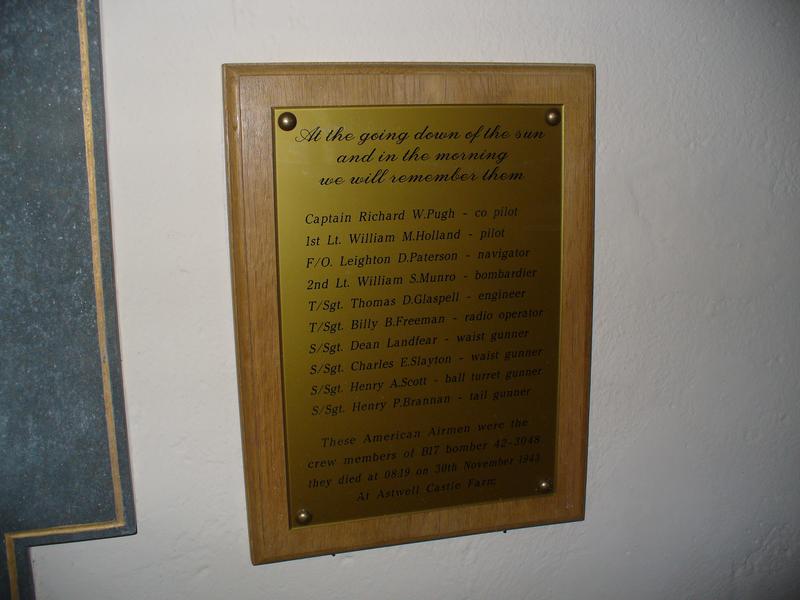 At the going down of the sun
and in the morning
we will remember them
Captain Richard W.Pugh - co pilot
1st Lt. William M.Holland - pilot
F/O. Leighton D.Paterson - navigator
2nd Lt. William S.Munro - bombardier
T/Sgt. Thomas D.Glaspell - engineer
T/Sgt. Billy B.Freeman - radio operator
S/Sgt. Dean Landfear - waist gunner
S/Sgt. Charles E.Slayton - waist gunner
S/Sgt. Henry A.Scott - ball turret gunner
S/Sgt. Henry P.Brannan - tail gunner
These American Airmen were the
crew members of B17 bomber 42-3048
they died at 08.19 on 30th November 1943
At Astwell Castle Farm